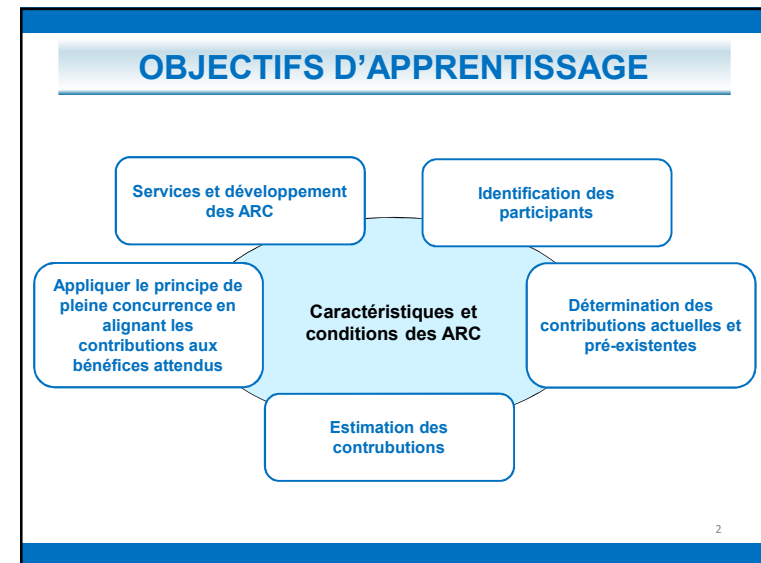 OBJECTIFS D’APPRENTISSAGE
Services et développement
des ARC
Identification des
participants
Appliquer le principe de
pleine concurrence en
alignant les
contributions aux
bénéfices attendus
Caractéristiques et
conditions des ARC
Détermination des
contributions actuelles et
pré-existentes
Estimation des
contrubutions
2